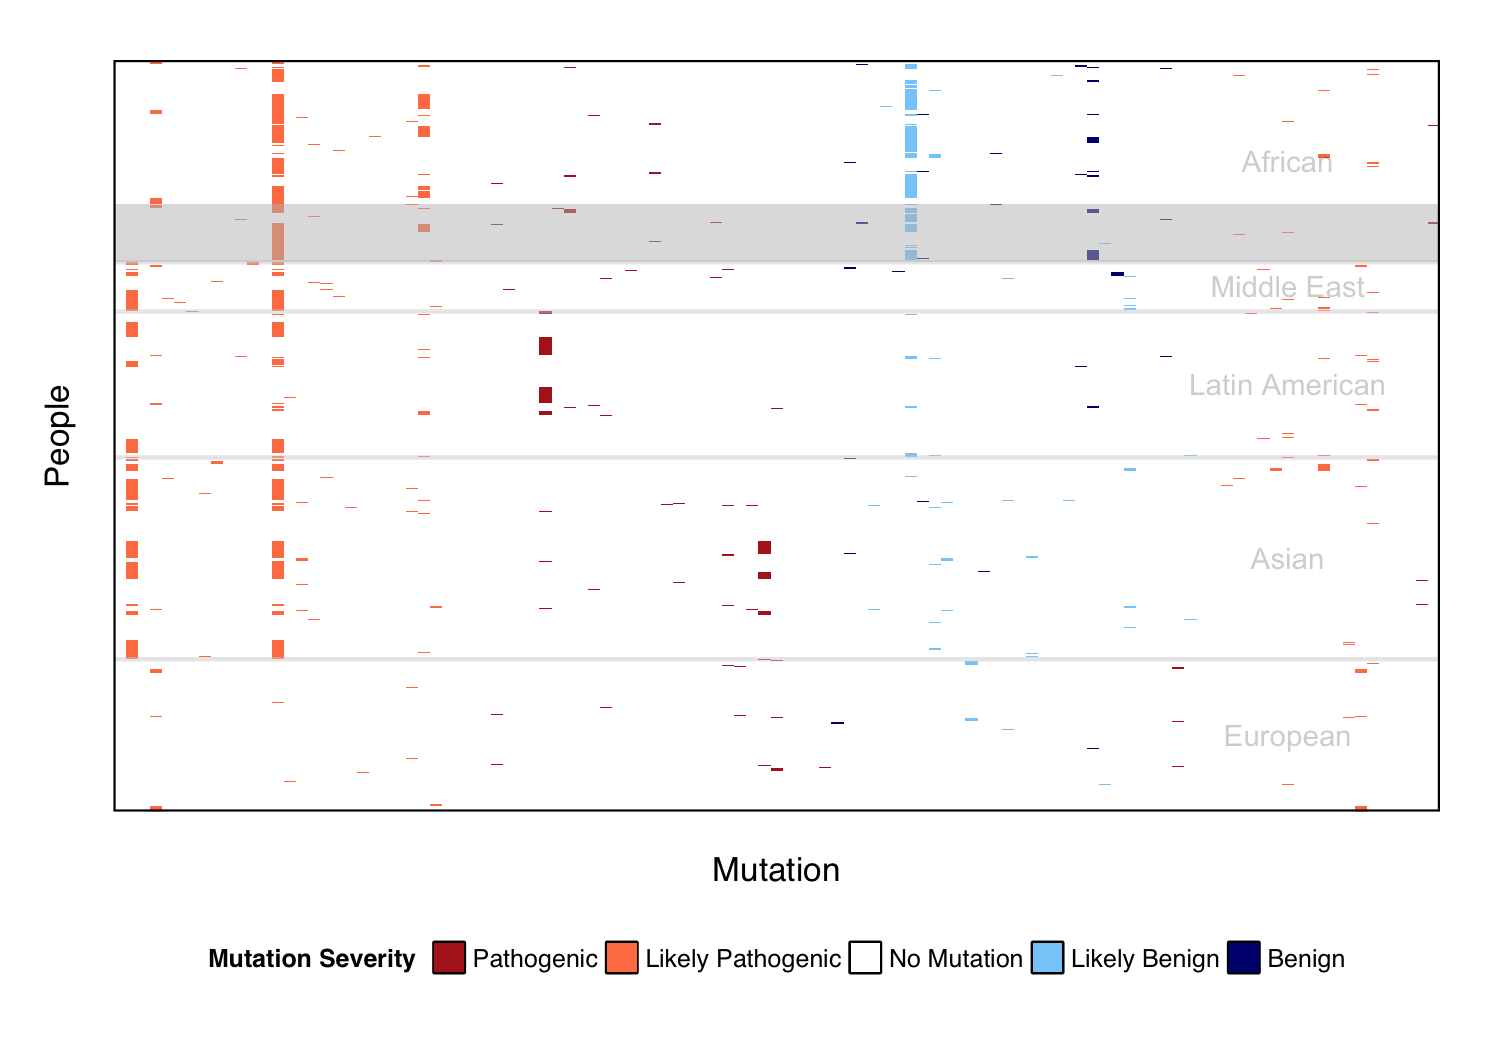 African
Middle East
Latin American
Asian
European
People
Mutation
Mutation Severity Pathogenic Likely Pathogenic No Mutation Likely Benign Benign